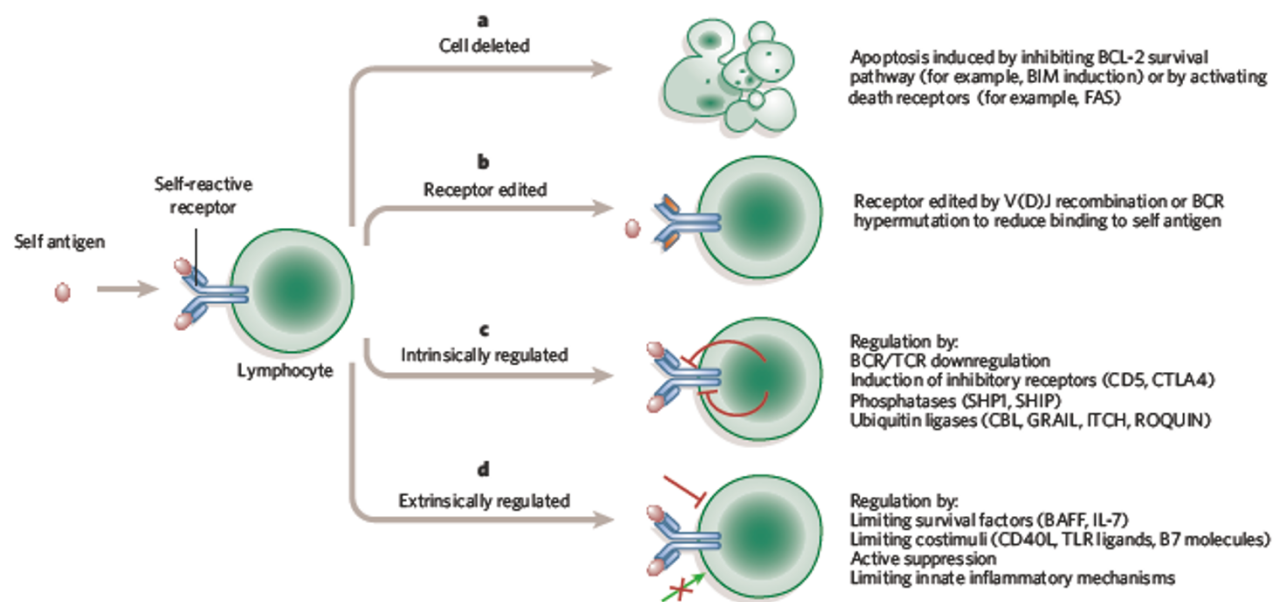 a
Cell deleted
Apoptosis induced by inhibiting BCL-2 survival
pathway (for example, BIM induction) or by activating
death receptors (for example, FAS)
b
Receptor edited
Receptor edited by V(D)J recombination or BCR
hypermutation to reduce binding to self antigen
Self-reactive
receptor
Self antigen
Lymphocyte
c
Intrinsically regulated
Regulation by:
BCR/TCR downregulation
Induction of inhibitory receptors (CD5, CTLA4)
Phosphatases (SHP1, SHIP)
Ubiquitin ligases (CBL, GRAIL, ITCH, ROQUIN)
d
Extrinsically regulated
Regulation by:
Limiting survival factors (BAFF, IL-7)
Limiting costimuli (CD40L, TLR ligands, B7 molecules)
Active suppression
Limiting innate inflammatory mechanisms